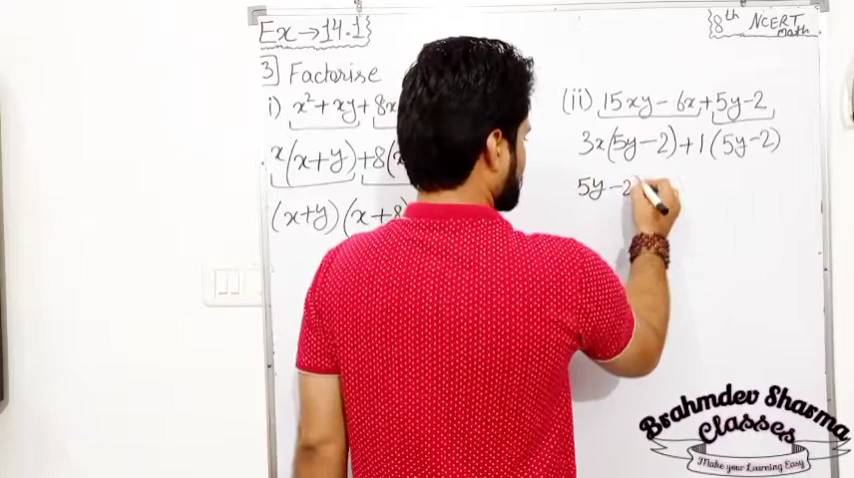 Ex→14.1
8th NCERT
Math
3] Factorise
i) x²+xy+8x
x(x+y)+8(x
(x+y)(x+8)
(ii) 15xy-6x+5y-2
3x(5y-2)+1(5y-2)
5y-2
Brahmdev Sharma
Classes
Make your Learning Easy